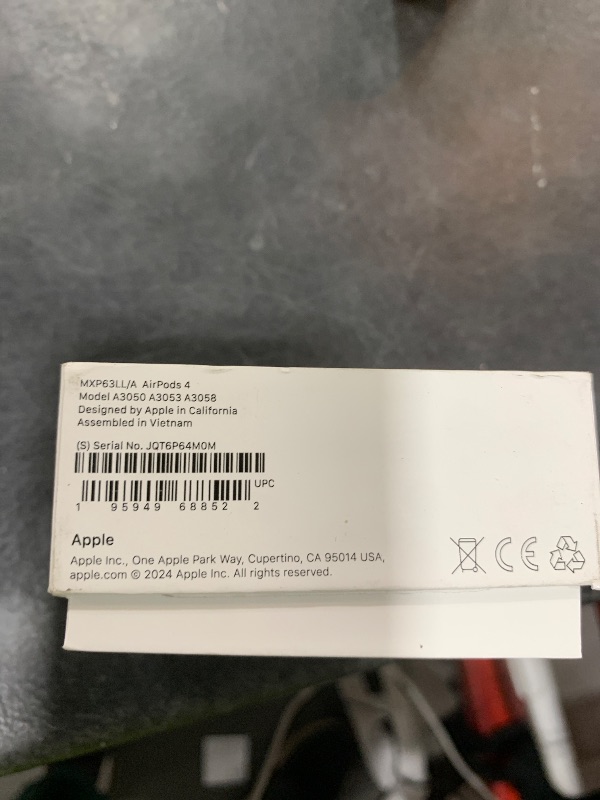 MXP63LL/A AirPods 4
Model A3050 A3053 A3058
Designed by Apple in California
Assembled in Vietnam
(S) Serial No. JQT6P64M0M
UPC
1 95949 68852 2
Apple
Apple Inc., One Apple Park Way, Cupertino, CA 95014 USA,
apple.com © 2024 Apple Inc. All rights reserved.
CE